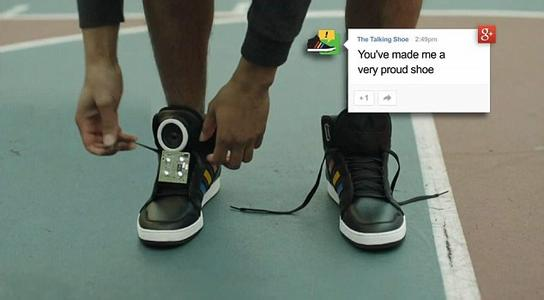 The Talking Shoe 2:49pm
You've made me a
very proud shoe
+1
g+